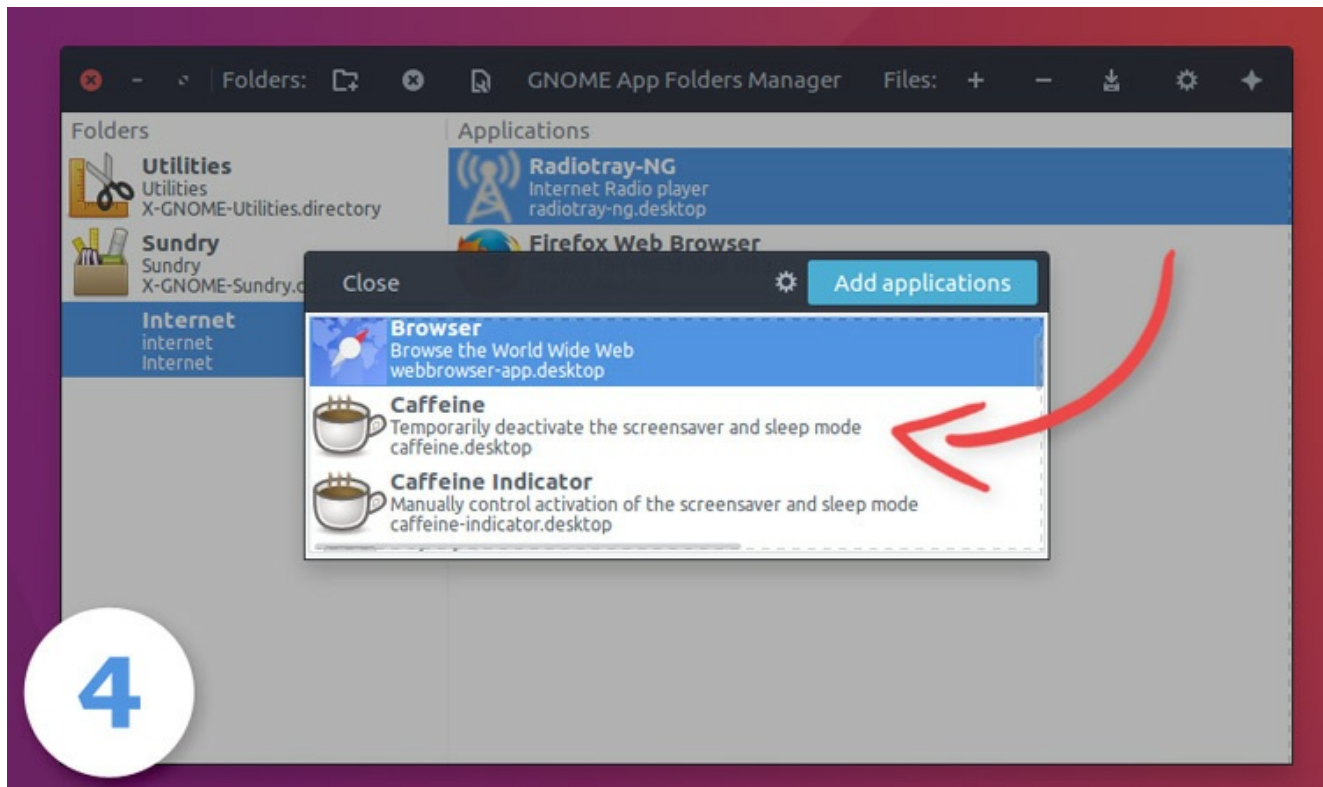 Folders: GNOME App Folders Manager Files:
Folders
Applications
Utilities
Utilities
X-GNOME-Utilities.directory
Sundry
Sundry
X-GNOME-Sundry.d
Internet
internet
Internet
Radiotray-NG
Internet Radio player
radiotray-ng.desktop
Firefox Web Browser
Close
Add applications
Browser
Browse the World Wide Web
webbrowser-app.desktop
Caffeine
Temporarily deactivate the screensaver and sleep mode
caffeine.desktop
Caffeine Indicator
Manually control activation of the screensaver and sleep mode
caffeine-indicator.desktop
4